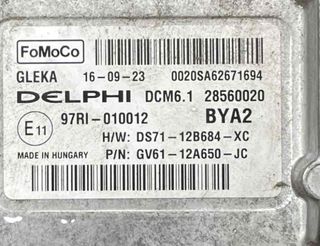 FoMoCo
GLEKA 16-09-23 0020SA62671694
DELPHI DCM6.1 28560020
E11 97RI-010012 BYA2
H/W: DS71-12B684-XC
MADE IN HUNGARY P/N: GV61-12A650-JC